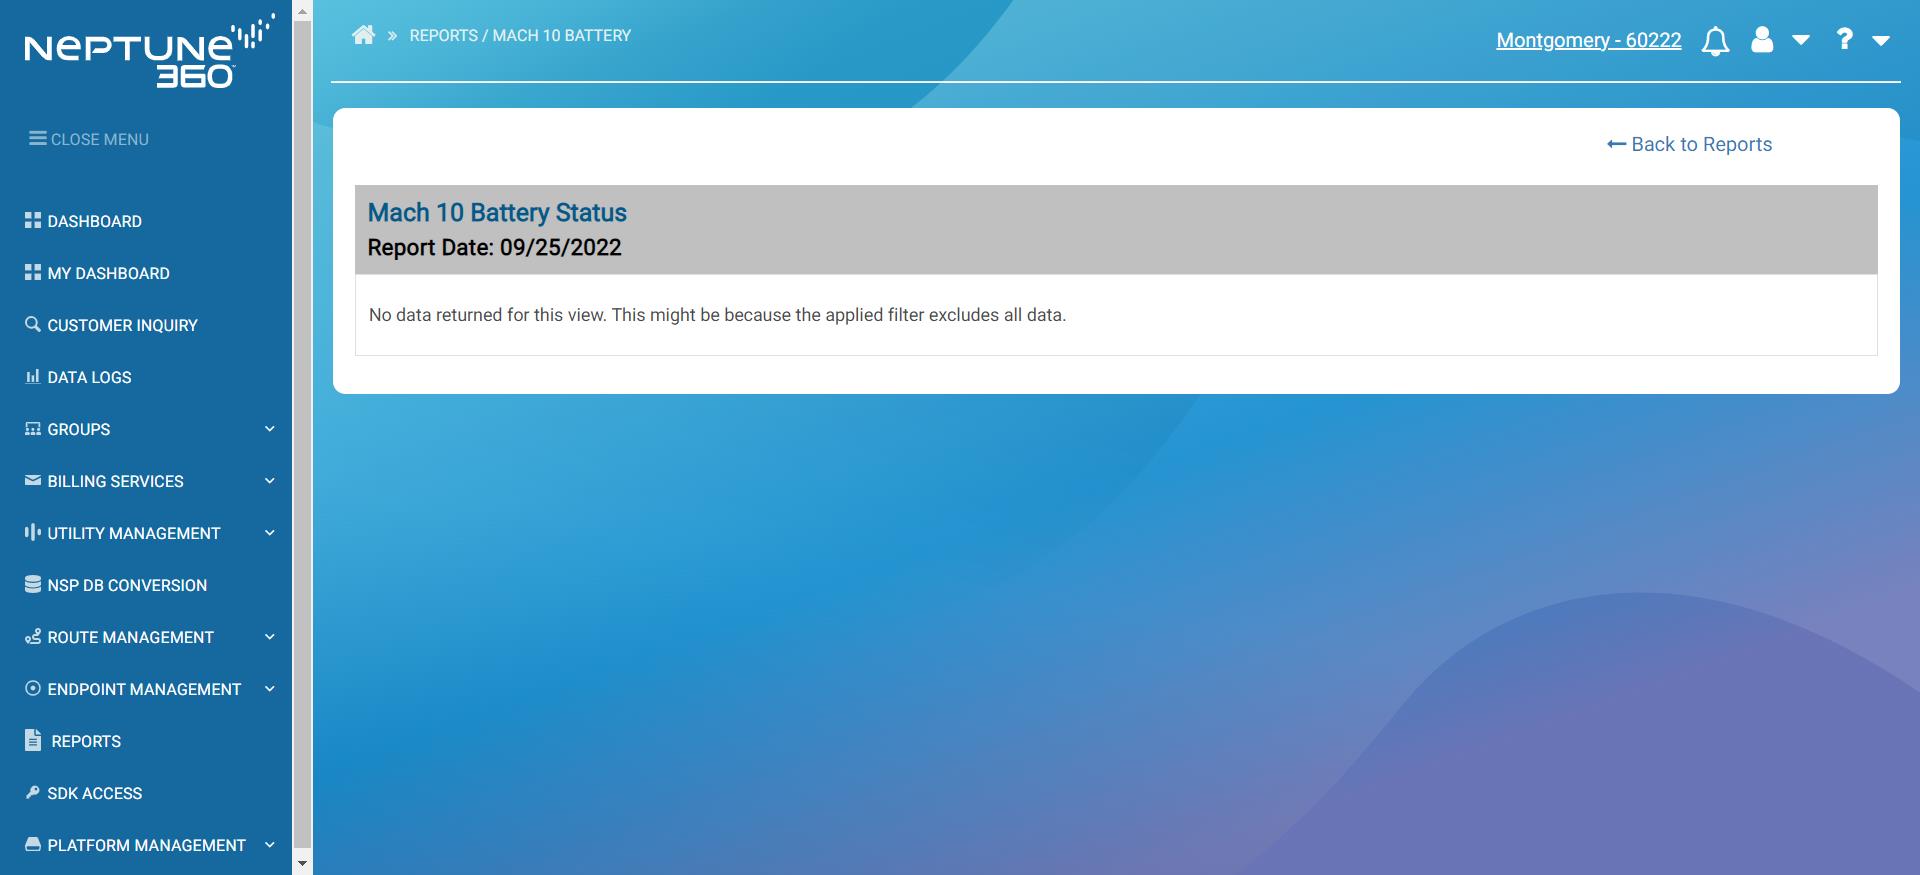 NEPTUNE
360
REPORTS / MACH 10 BATTERY
Montgomery - 60222
?
CLOSE MENU
DASHBOARD
MY DASHBOARD
CUSTOMER INQUIRY
DATA LOGS
GROUPS
BILLING SERVICES
UTILITY MANAGEMENT
NSP DB CONVERSION
ROUTE MANAGEMENT
ENDPOINT MANAGEMENT
REPORTS
SDK ACCESS
PLATFORM MANAGEMENT
Back to Reports
Mach 10 Battery Status
Report Date: 09/25/2022
No data returned for this view. This might be because the applied filter excludes all data.